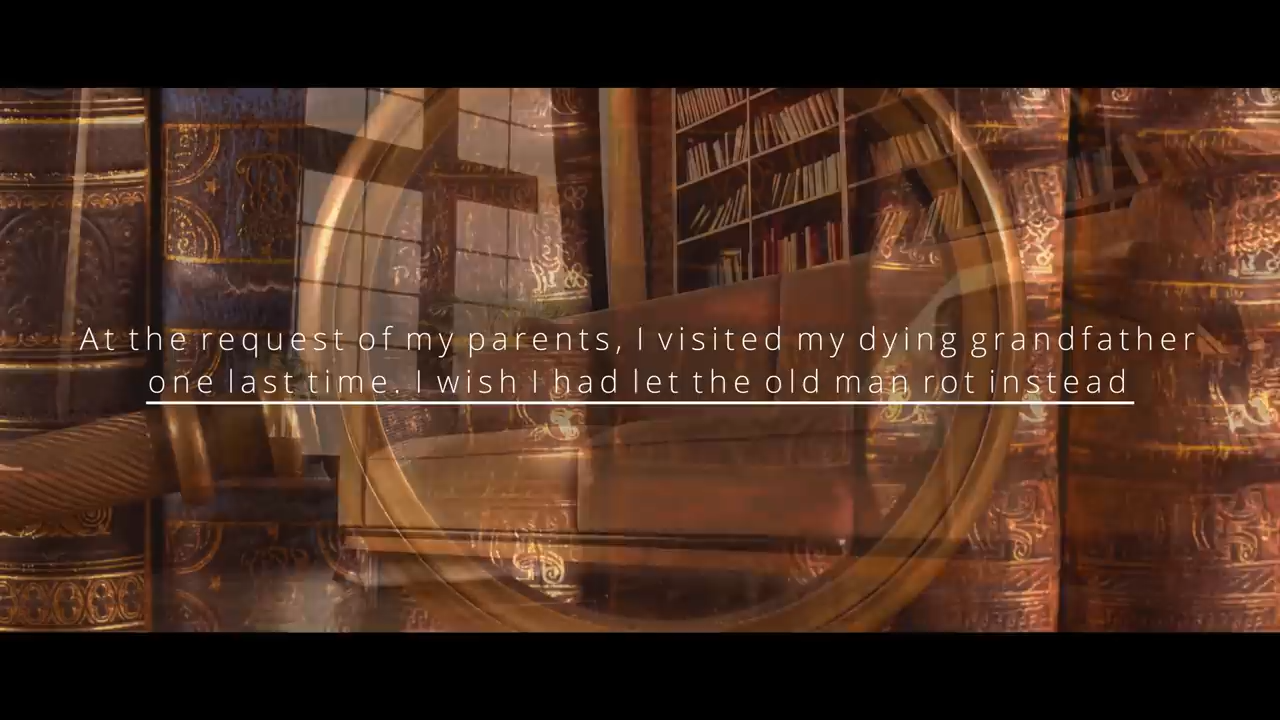 At the request of my parents, I visited my dying grandfather
one last time. I wish I had let the old man rot instead